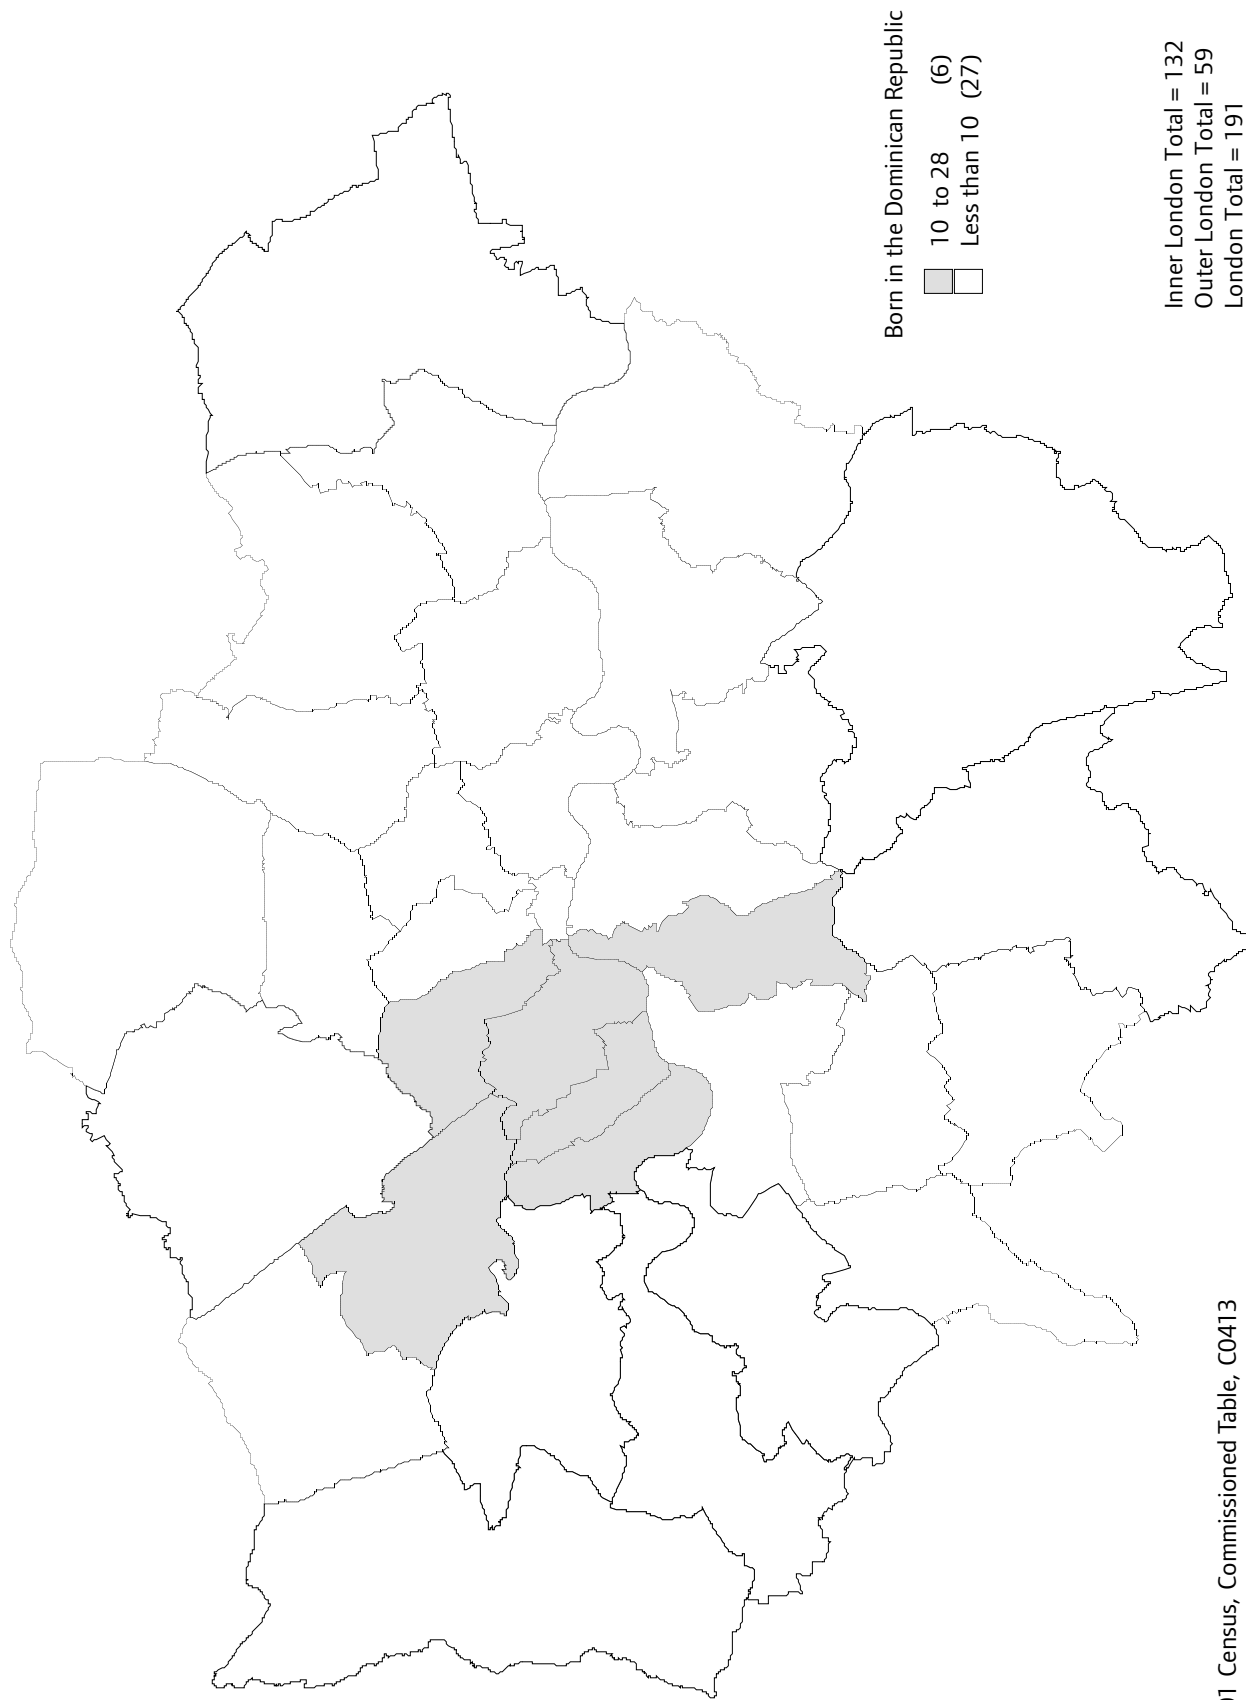 Born in the Dominican Republic
10 to 28 (6)
Less than 10 (27)
Inner London Total = 132
Outer London Total = 59
London Total = 191
01 Census, Commissioned Table, C0413